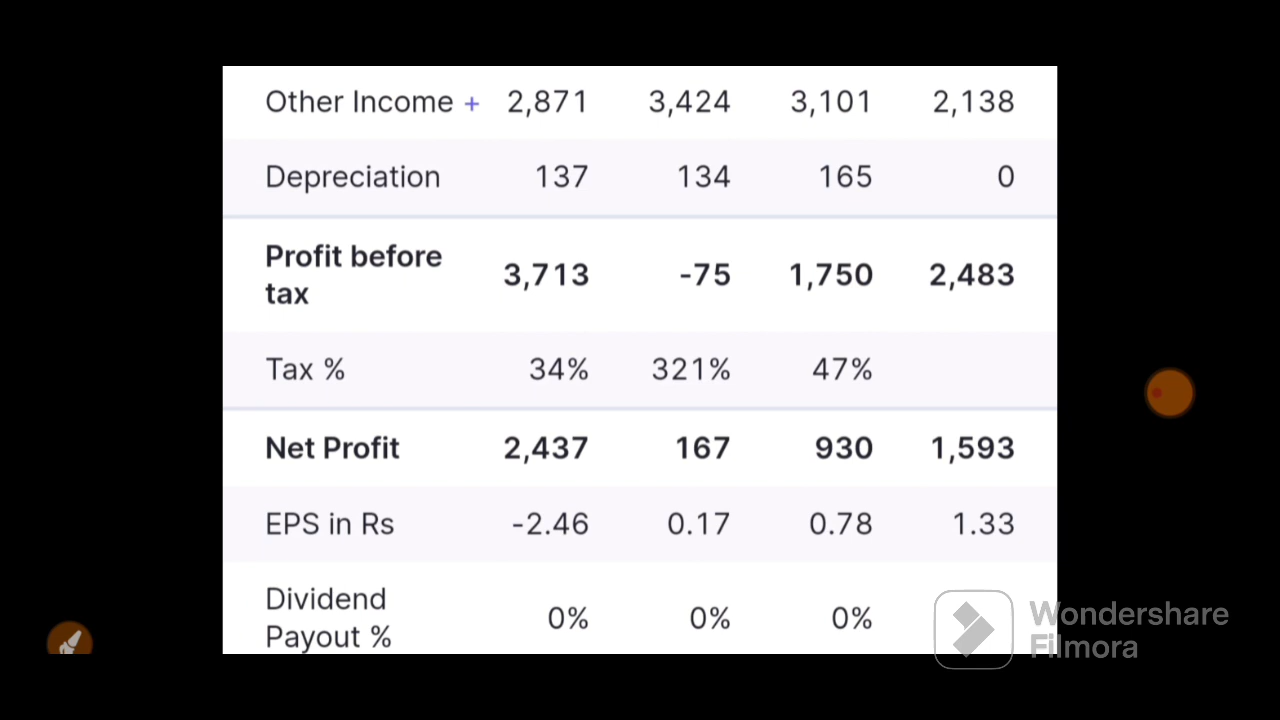 Other Income + 2,871 3,424 3,101 2,138
Depreciation 137 134 165 0
Profit before
tax 3,713 -75 1,750 2,483
Tax % 34% 321% 47%
Net Profit 2,437 167 930 1,593
EPS in Rs -2.46 0.17 0.78 1.33
Dividend
Payout % 0% 0% 0%
Wondershare
Filmora